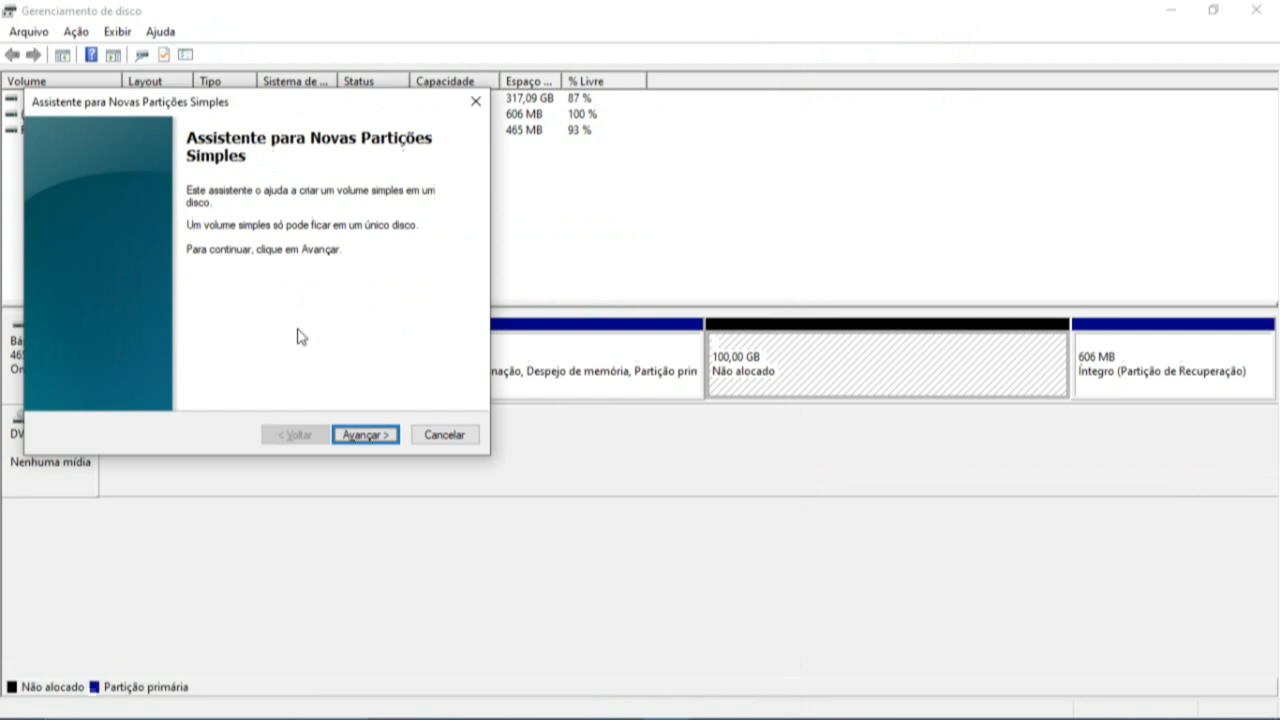 Gerenciamento de disco
Arquivo Ação Exibir Ajuda
Volume Layout Tipo Sistema de ... Status Capacidade Espaço ... % Livre
317,09 GB 87 %
606 MB 100 %
465 MB 93 %
Assistente para Novas Partições Simples
Assistente para Novas Partições
Simples
Este assistente o ajuda a criar um volume simples em um
disco.
Um volume simples só pode ficar em um único disco.
Para continuar, clique em Avançar.
< Voltar Avançar > Cancelar
Bá
465
On
nação, Despejo de memória, Partição prin
100,00 GB
Não alocado
606 MB
Íntegro (Partição de Recuperação)
DV
Nenhuma mídia
Não alocado Partição primária